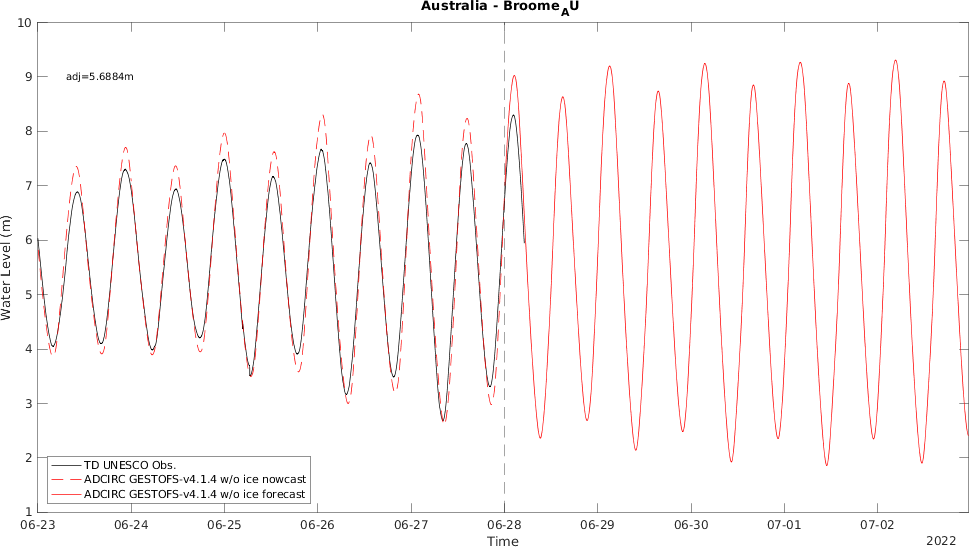 Australia - Broome_AU
10
adj=5.6884m
9
8
7
6
5
4
3
2
1
Water Level (m)
TD UNESCO Obs.
ADCIRC GESTOFS-v4.1.4 w/o ice nowcast
ADCIRC GESTOFS-v4.1.4 w/o ice forecast
06-23 06-24 06-25 06-26 06-27 06-28 06-29 06-30 07-01 07-02
Time
2022